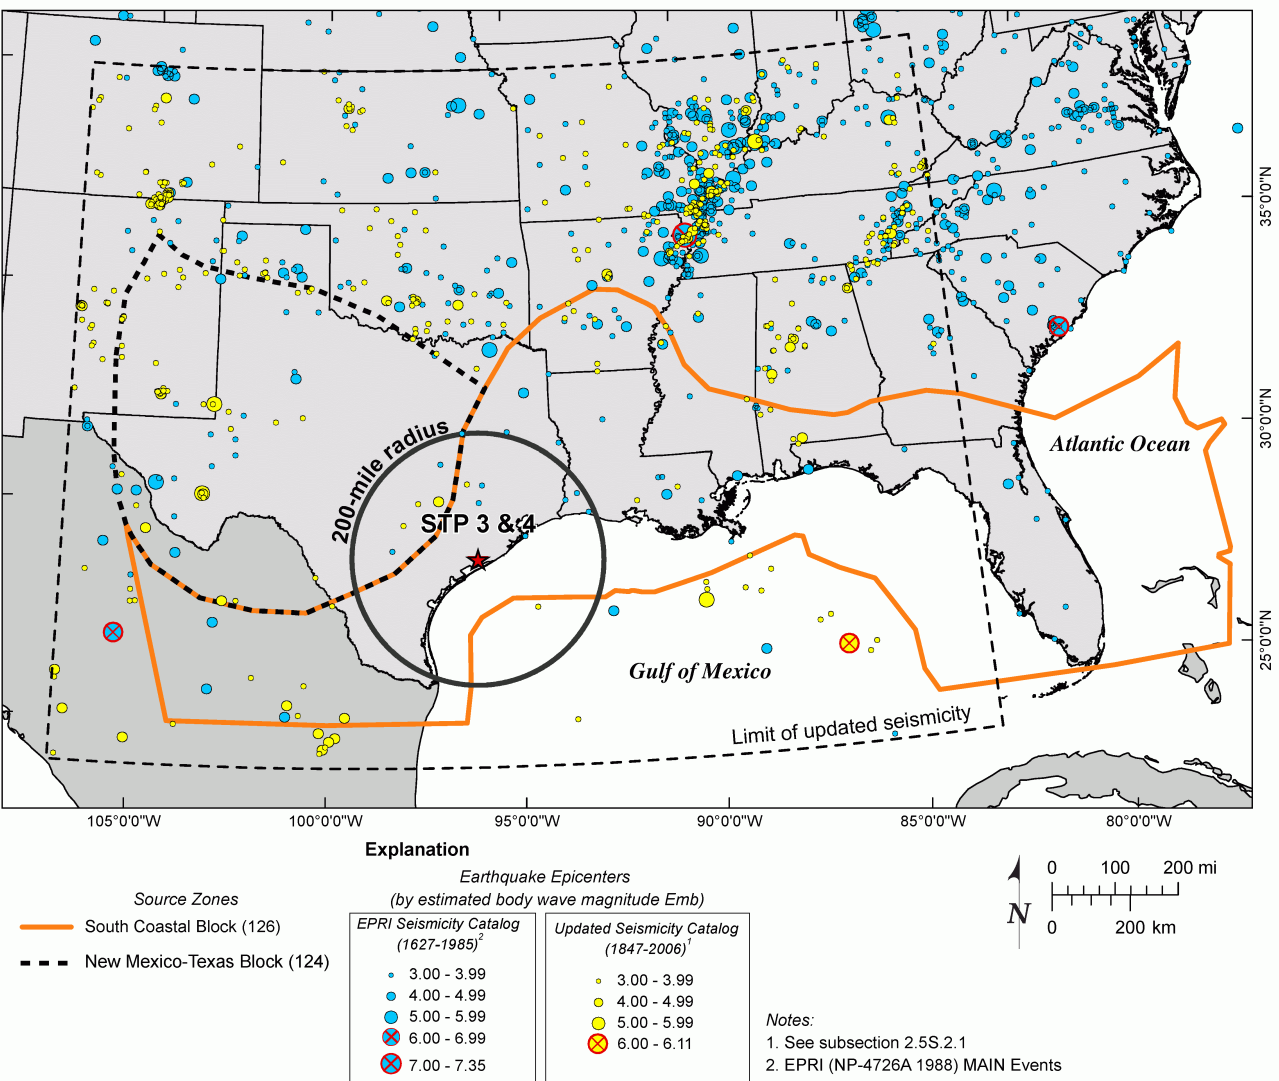 35°0'0"N
30°0'0"N
Atlantic Ocean
200-mile radius
STP 3 & 4
25°0'0"N
Gulf of Mexico
Limit of updated seismicity
105°0'0"W
100°0'0"W
95°0'0"W
90°0'0"W
85°0'0"W
80°0'0"W
Explanation
Source Zones
South Coastal Block (126)
New Mexico-Texas Block (124)
Earthquake Epicenters
(by estimated body wave magnitude Emb)
EPRI Seismicity Catalog
(1627-1985)2
3.00 - 3.99
4.00 - 4.99
5.00 - 5.99
6.00 - 6.99
7.00 - 7.35
Updated Seismicity Catalog
(1847-2006)1
3.00 - 3.99
4.00 - 4.99
5.00 - 5.99
6.00 - 6.11
N
0 100 200 mi
0 200 km
Notes:
1. See subsection 2.5S.2.1
2. EPRI (NP-4726A 1988) MAIN Events